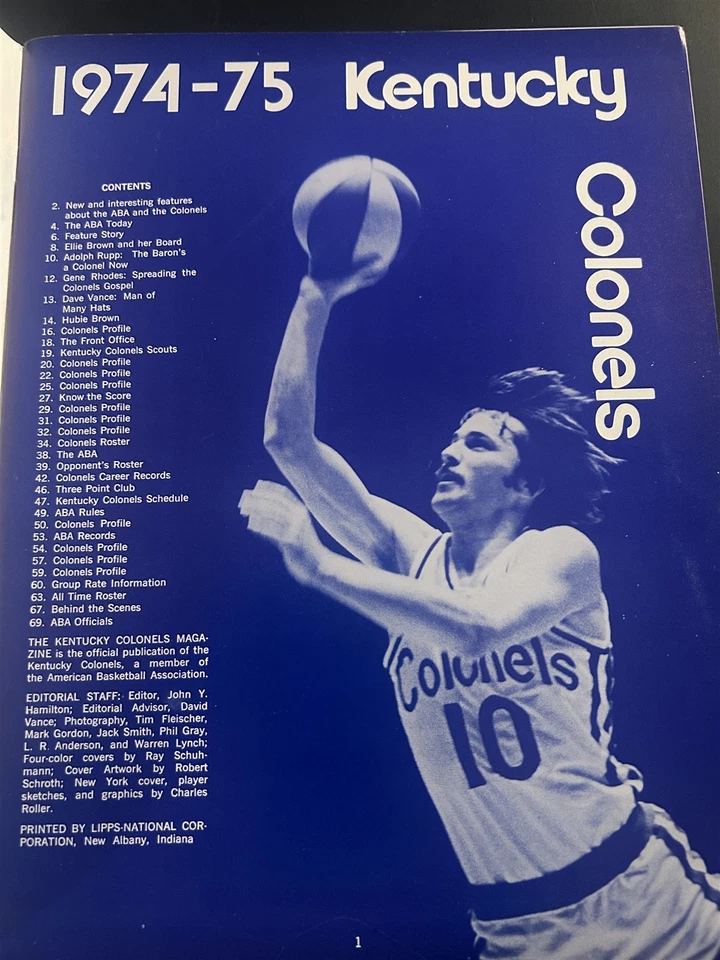 1974-75 Kentucky
Colonels
CONTENTS
2. New and interesting features
about the ABA and the Colonels
4. The ABA Today
6. Feature Story
8. Ellie Brown and her Board
10. Adolph Rupp: The Baron's
a Colonel Now
12. Gene Rhodes: Spreading the
Colonels Gospel
13. Dave Vance: Man of
Many Hats
14. Hubie Brown
16. Colonels Profile
18. The Front Office
19. Kentucky Colonels Scouts
20. Colonels Profile
22. Colonels Profile
25. Colonels Profile
27. Know the Score
29. Colonels Profile
31. Colonels Profile
32. Colonels Profile
34. Colonels Roster
38. The ABA
39. Opponent's Roster
42. Colonels Career Records
46. Three Point Club
47. Kentucky Colonels Schedule
49. ABA Rules
50. Colonels Profile
53. ABA Records
54. Colonels Profile
57. Colonels Profile
59. Colonels Profile
60. Group Rate Information
63. All Time Roster
67. Behind the Scenes
69. ABA Officials
THE KENTUCKY COLONELS MAGA-
ZINE is the official publication of the
Kentucky Colonels, a member of
the American Basketball Association.
EDITORIAL STAFF: Editor, John Y.
Hamilton; Editorial Advisor, David
Vance; Photography, Tim Fleischer,
Mark Gordon, Jack Smith, Phil Gray,
L. R. Anderson, and Warren Lynch;
Four-color covers by Ray Schuh-
mann; Cover Artwork by Robert
Schroth; New York cover, player
sketches, and graphics by Charles
Roller.
PRINTED BY LIPPS-NATIONAL COR-
PORATION, New Albany, Indiana
Colonels
10
1